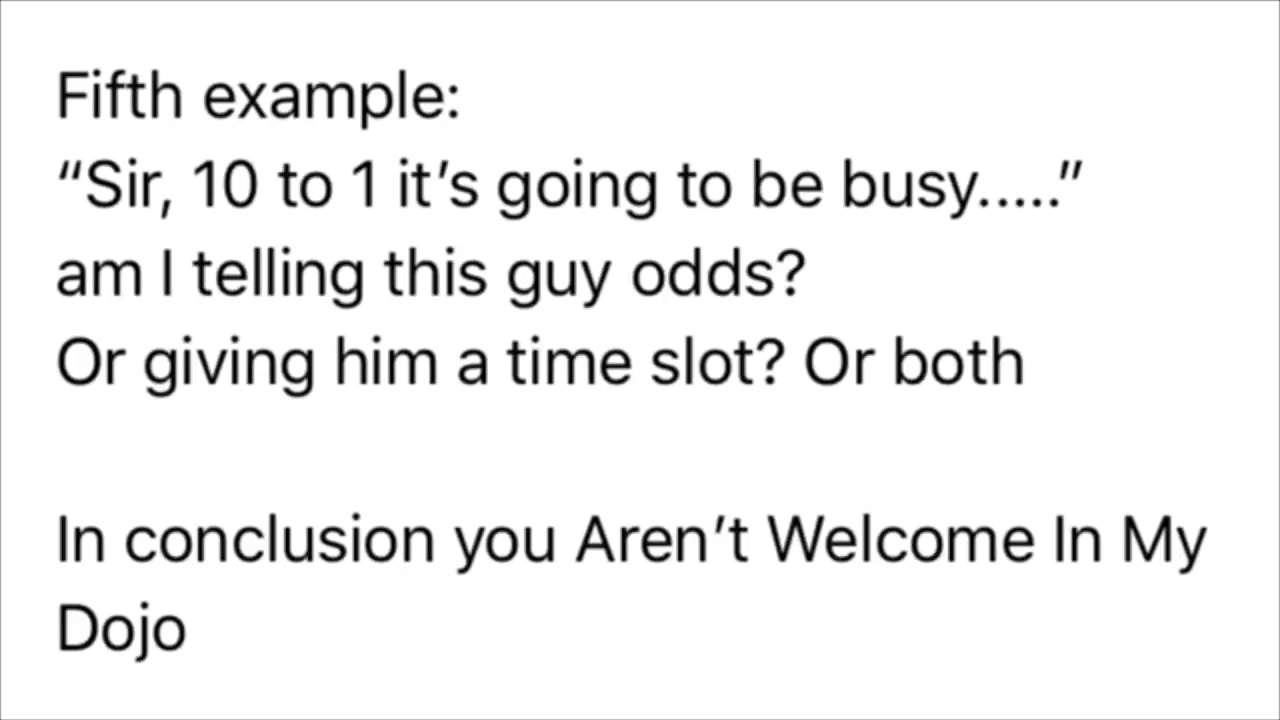 Fifth example:
“Sir, 10 to 1 it’s going to be busy.....”
am I telling this guy odds?
Or giving him a time slot? Or both
In conclusion you Aren’t Welcome In My
Dojo